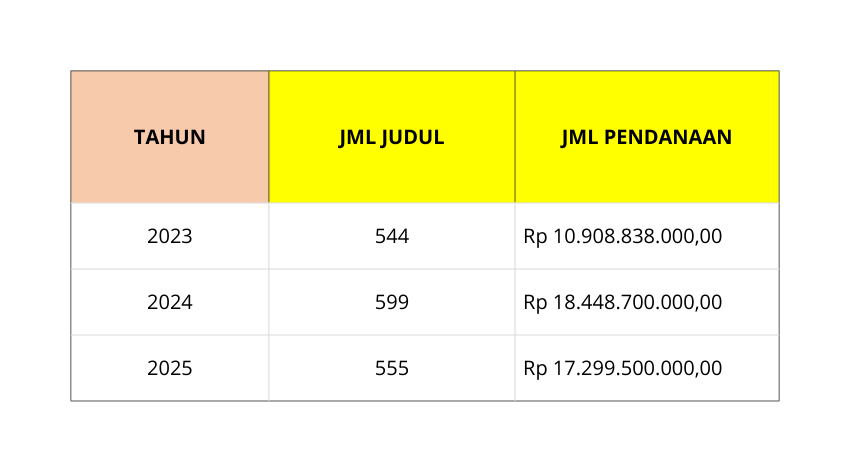 TAHUN JML JUDUL JML PENDANAAN
2023 544 Rp 10.908.838.000,00
2024 599 Rp 18.448.700.000,00
2025 555 Rp 17.299.500.000,00